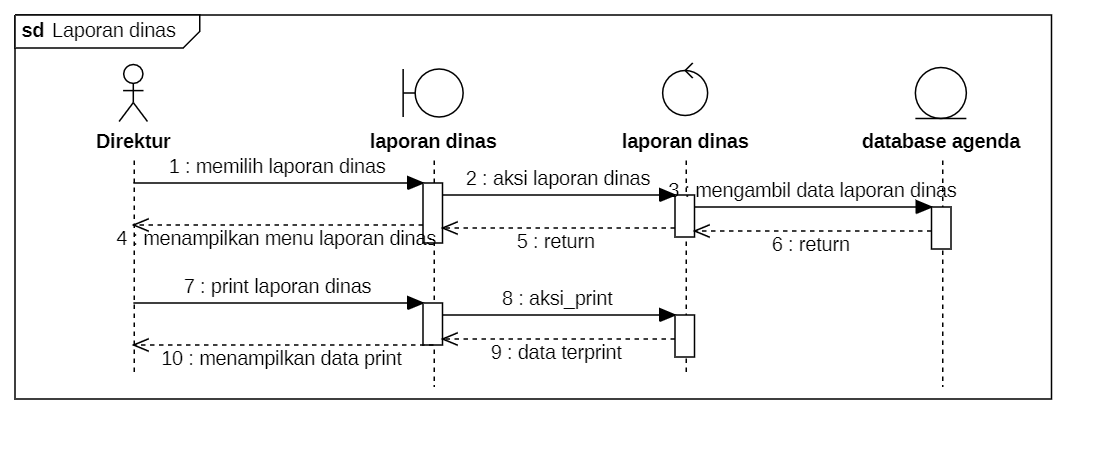 sd Laporan dinas
Direktur
laporan dinas
laporan dinas
database agenda
1 : memilih laporan dinas
2 : aksi laporan dinas
3 : mengambil data laporan dinas
4 : menampilkan menu laporan dinas
5 : return
6 : return
7 : print laporan dinas
8 : aksi_print
9 : data terprint
10 : menampilkan data print